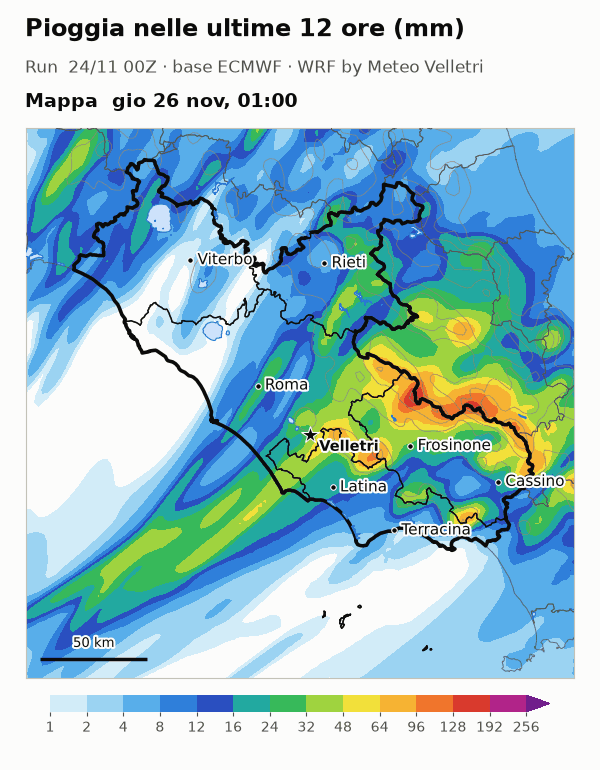 Pioggia nelle ultime 12 ore (mm)
Run 24/11 00Z · base ECMWF · WRF by Meteo Velletri
Mappa gio 26 nov, 01:00
Viterbo
Rieti
Roma
Velletri
Frosinone
Latina
Cassino
Terracina
50 km
1 2 4 8 12 16 24 32 48 64 96 128 192 256